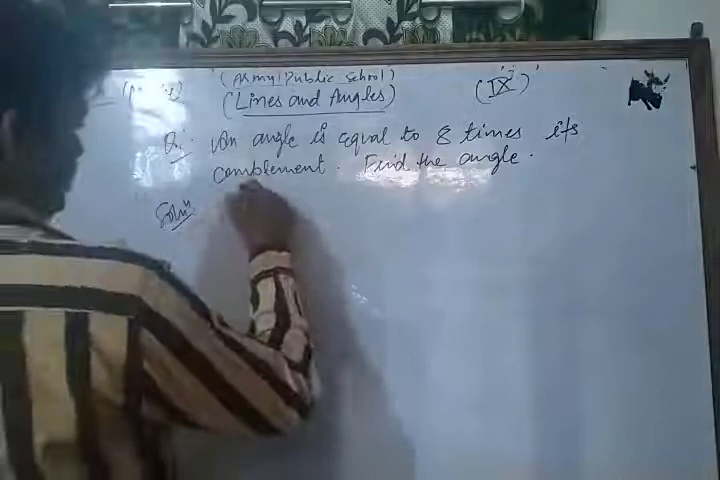 (Army Public School)
(Lines and Angles) (IX)
Q. An angle is equal to 8 times its
complement. Find the angle.
Soln: